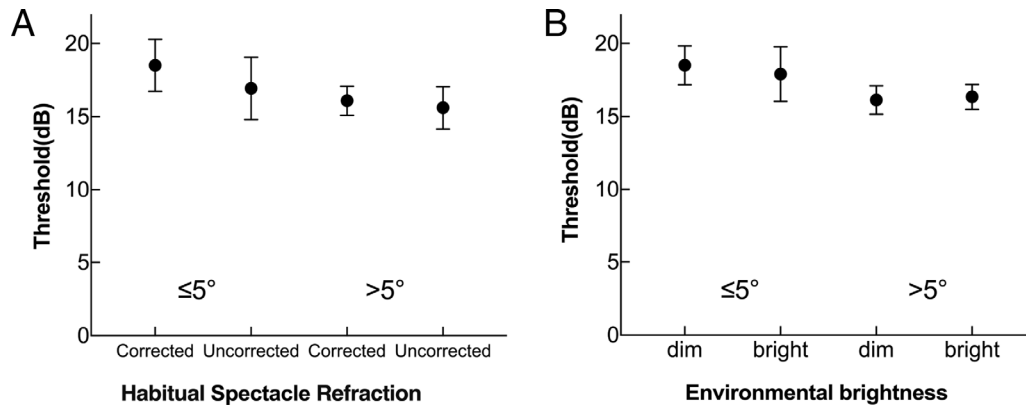 A
Threshold(dB)
20
15
10
5
0
≤5° >5°
Corrected Uncorrected Corrected Uncorrected
Habitual Spectacle Refraction
B
Threshold(dB)
20
15
10
5
0
≤5° >5°
dim bright dim bright
Environmental brightness